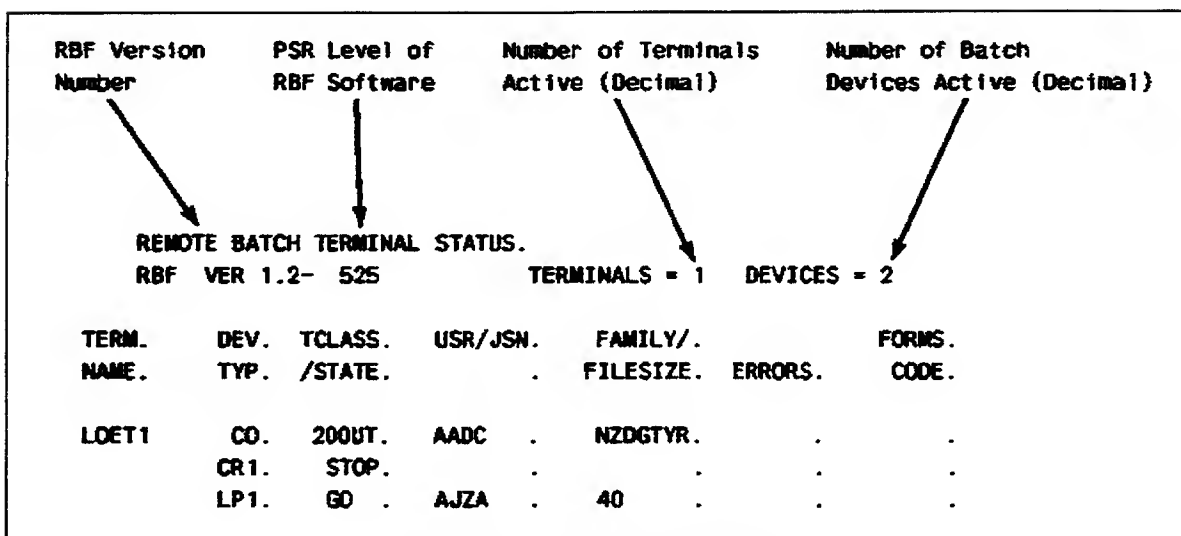 RBF Version PSR Level of Number of Terminals Number of Batch
Number RBF Software Active (Decimal) Devices Active (Decimal)
REMOTE BATCH TERMINAL STATUS.
RBF VER 1.2- 525 TERMINALS = 1 DEVICES = 2
TERM. DEV. TCLASS. USR/JSN. FAMILY/. FORMS.
NAME. TYP. /STATE. . FILESIZE. ERRORS. CODE.
LOET1 CO. 200UT. AADC . NZDGTYR. . .
CR1. STOP. . . . .
LP1. GO . AJZA . 40 . . .